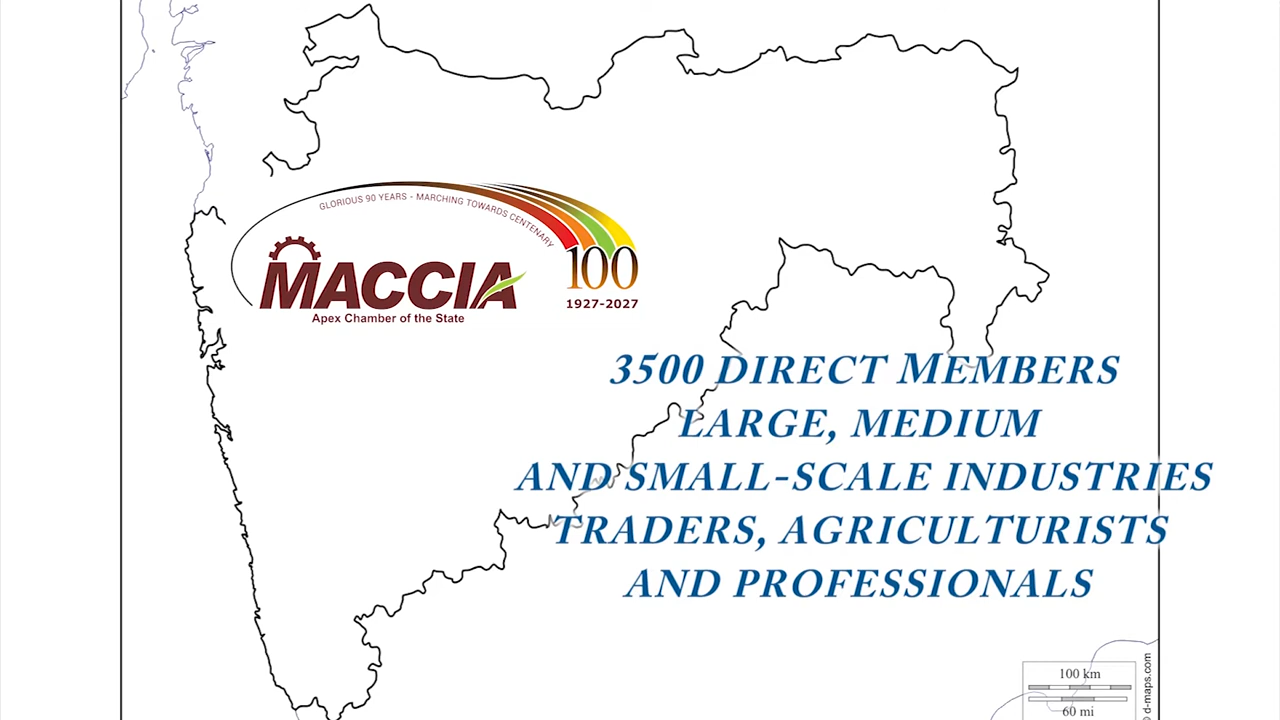 GLORIOUS 90 YEARS - MARCHING TOWARDS CENTENARY
MACCIA
100
Apex Chamber of the State
1927-2027
3500 DIRECT MEMBERS
LARGE, MEDIUM
AND SMALL-SCALE INDUSTRIES
TRADERS, AGRICULTURISTS
AND PROFESSIONALS
100 km
60 mi
© d-maps.com